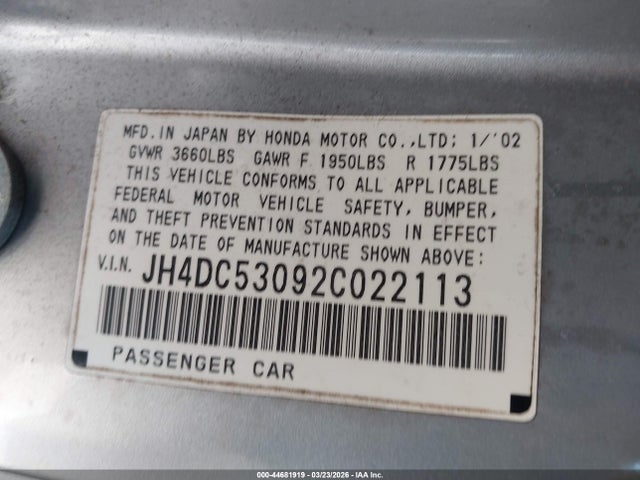 MFD.IN JAPAN BY HONDA MOTOR CO.,LTD; 1/'02
GVWR 3660LBS GAWR F 1950LBS R 1775LBS
THIS VEHICLE CONFORMS TO ALL APPLICABLE
FEDERAL MOTOR VEHICLE SAFETY, BUMPER,
AND THEFT PREVENTION STANDARDS IN EFFECT
ON THE DATE OF MANUFACTURE SHOWN ABOVE:
V.I.N. JH4DC53092C022113
PASSENGER CAR
000-44681919 | 03/23/2026 - IAA Inc.